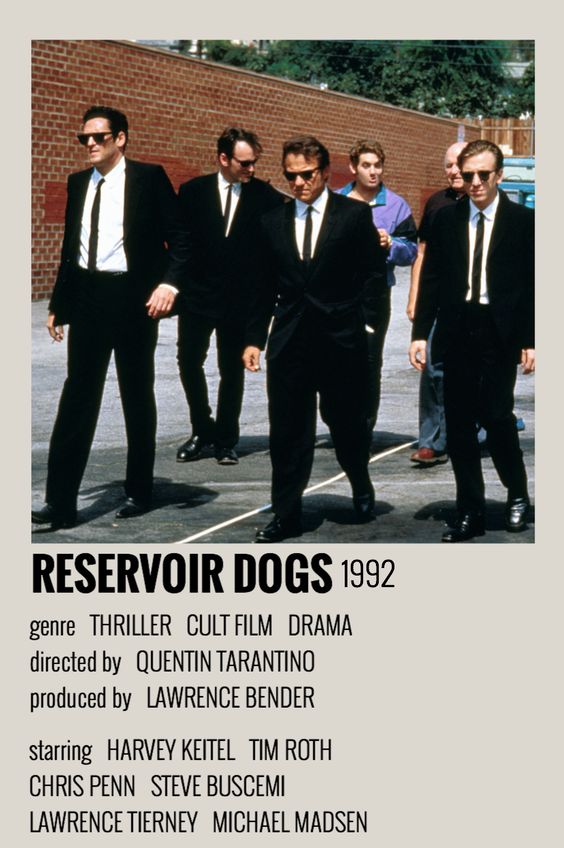 RESERVOIR DOGS 1992
genre THRILLER CULT FILM DRAMA
directed by QUENTIN TARANTINO
produced by LAWRENCE BENDER
starring HARVEY KEITEL TIM ROTH
CHRIS PENN STEVE BUSCEMI
LAWRENCE TIERNEY MICHAEL MADSEN